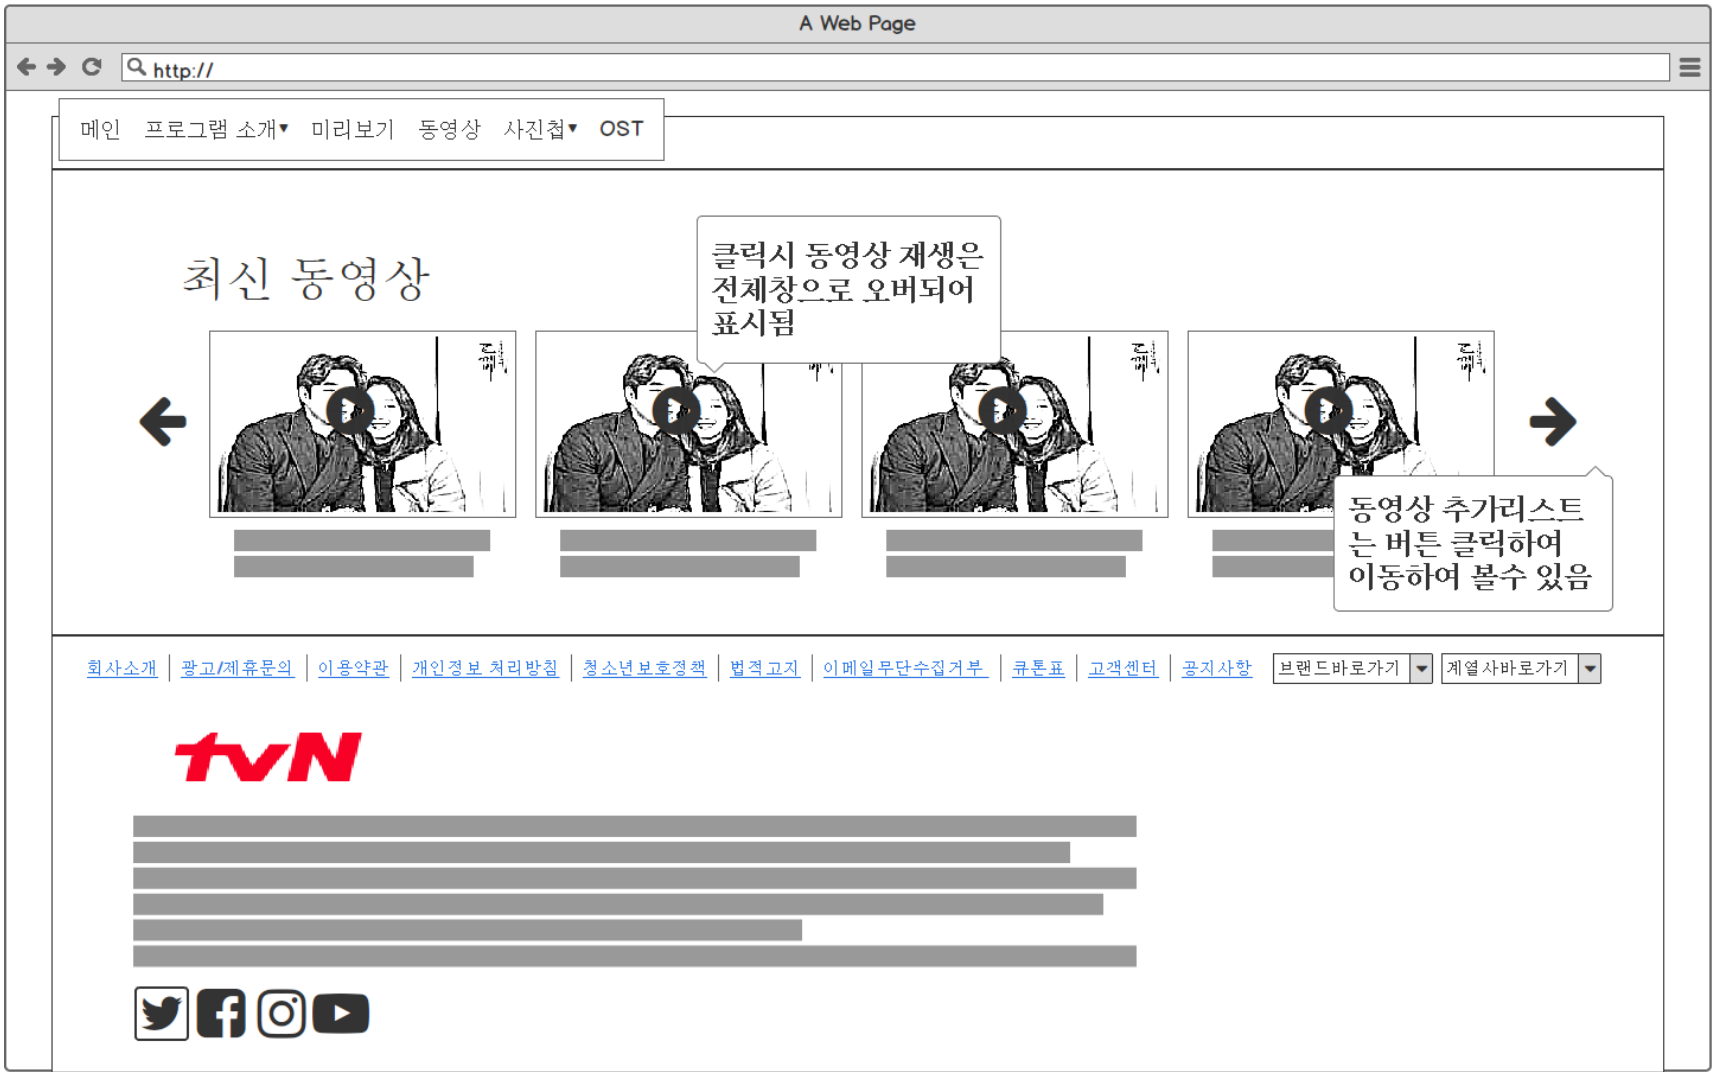 A Web Page
http://
메인 프로그램 소개▾ 미리보기 동영상 사진첩▾ OST
최신 동영상
클릭시 동영상 재생은
전체창으로 오버되어
표시됨
동영상 추가리스트
는 버튼 클릭하여
이동하여 볼수 있음
회사소개 광고/제휴문의 이용약관 개인정보 처리방침 청소년보호정책 법적고지 이메일무단수집거부 큐톤표 고객센터 공지사항 브랜드바로가기 계열사바로가기
tvN